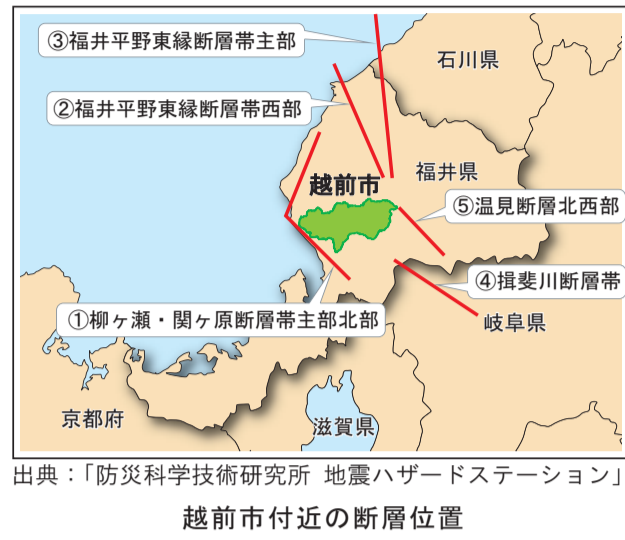 ③福井平野東縁断層帯主部
石川県
②福井平野東縁断層帯西部
福井県
越前市
⑤温見断層北西部
④揖斐川断層帯
①柳ヶ瀬・関ヶ原断層帯主部北部
岐阜県
京都府
滋賀県
出典：「防災科学技術研究所 地震ハザードステーション」
越前市付近の断層位置